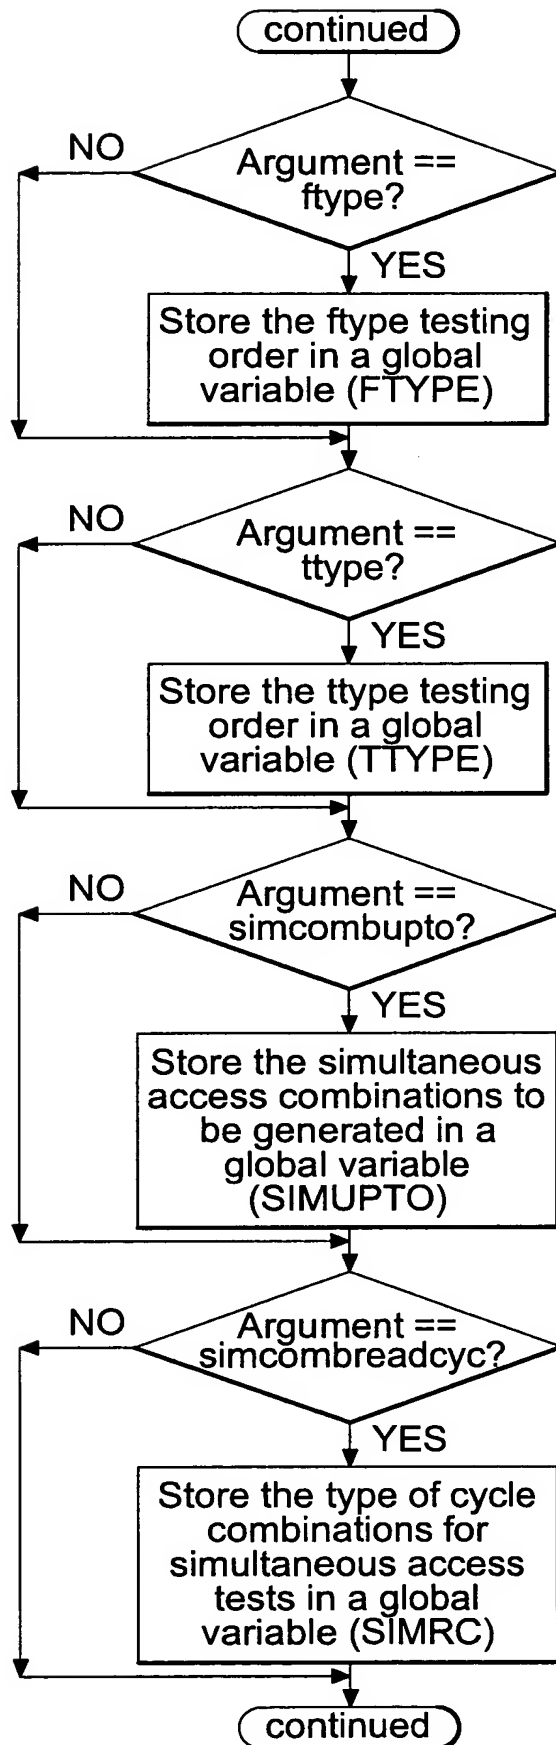 continued
NO
Argument ==
ftype?
YES
Store the ftype testing
order in a global
variable (FTYPE)
NO
Argument ==
ttype?
YES
Store the ttype testing
order in a global
variable (TTYPE)
NO
Argument ==
simcombupto?
YES
Store the simultaneous
access combinations to
be generated in a
global variable
(SIMUPTO)
NO
Argument ==
simcombreadcyc?
YES
Store the type of cycle
combinations for
simultaneous access
tests in a global
variable (SIMRC)
continued